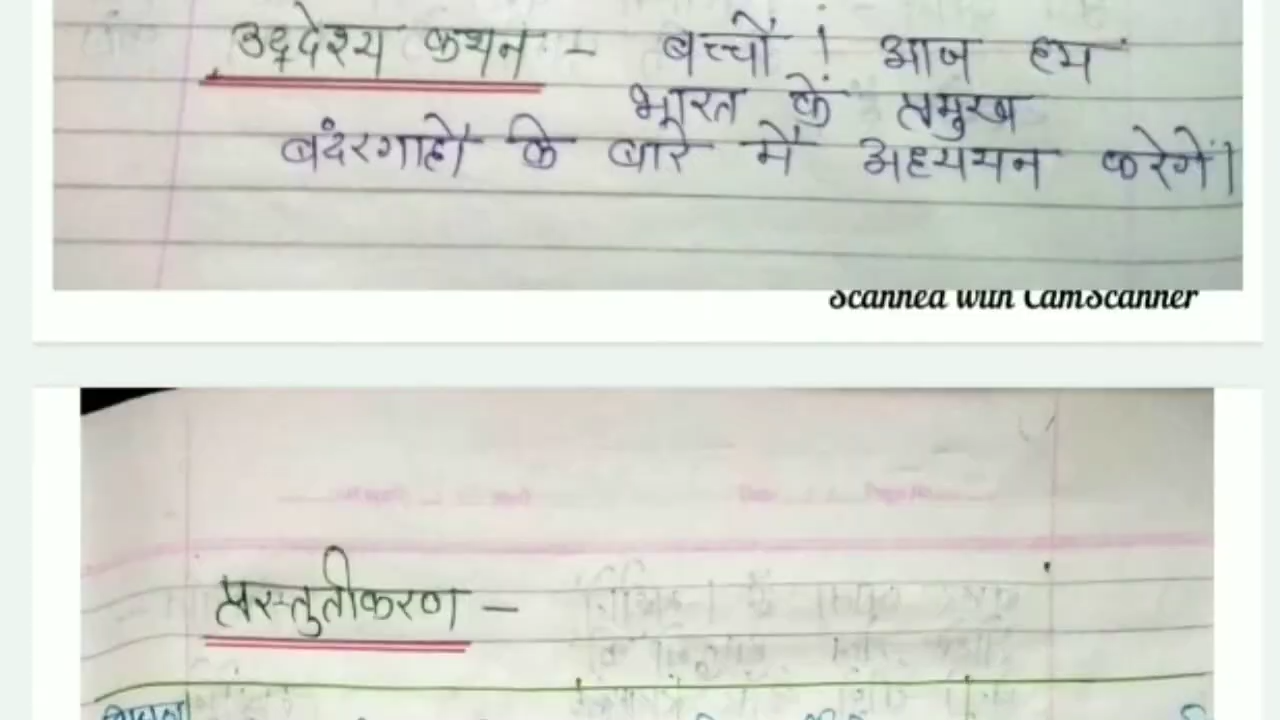 उद्देश्य कथन - बच्चों ! आज हम
भारत के प्रमुख
बंदरगाहों के बारे में अध्ययन करेगें।
Scanned with CamScanner
प्रस्तुतीकरण -